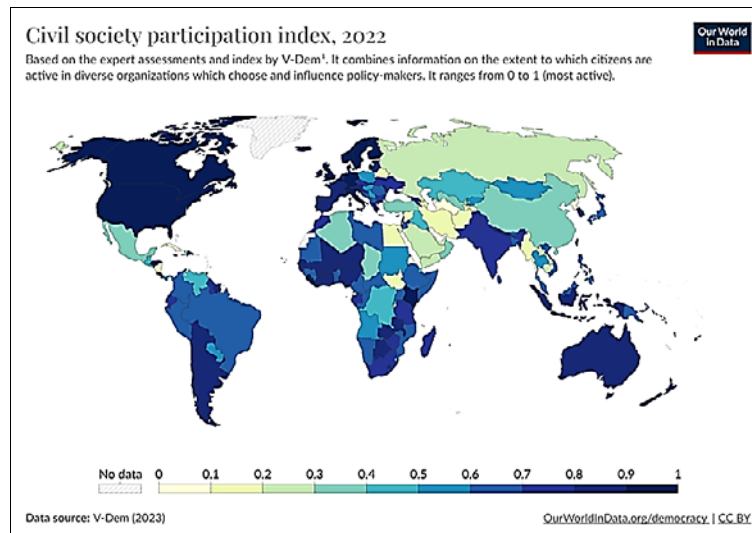 Civil society participation index, 2022
Our World
in Data
Based on the expert assessments and index by V-Dem¹. It combines information on the extent to which citizens are
active in diverse organizations which choose and influence policy-makers. It ranges from 0 to 1 (most active).
No data 0 0.1 0.2 0.3 0.4 0.5 0.6 0.7 0.8 0.9 1
Data source: V-Dem (2023) OurWorldInData.org/democracy | CC BY